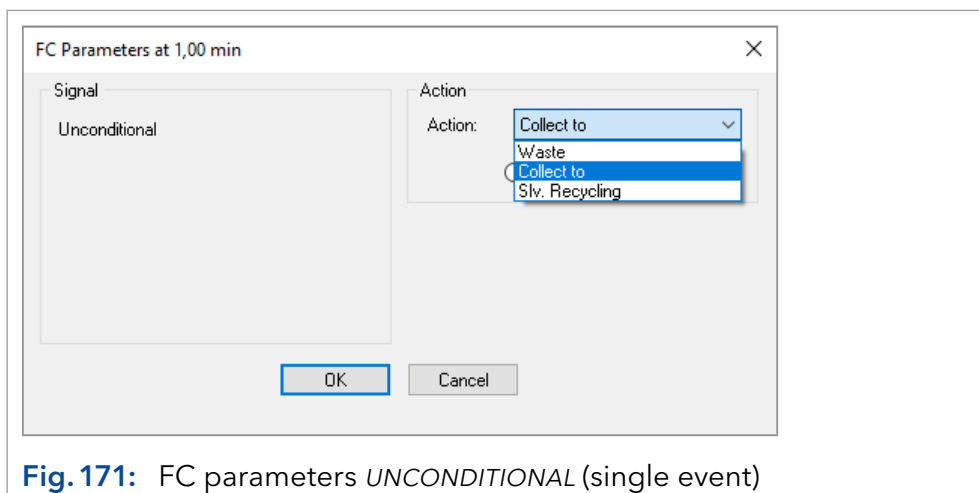 FC Parameters at 1,00 min
Signal
Unconditional
Action
Action: Collect to
Waste
Collect to
Slv. Recycling
OK Cancel
Fig. 171: FC parameters UNCONDITIONAL (single event)